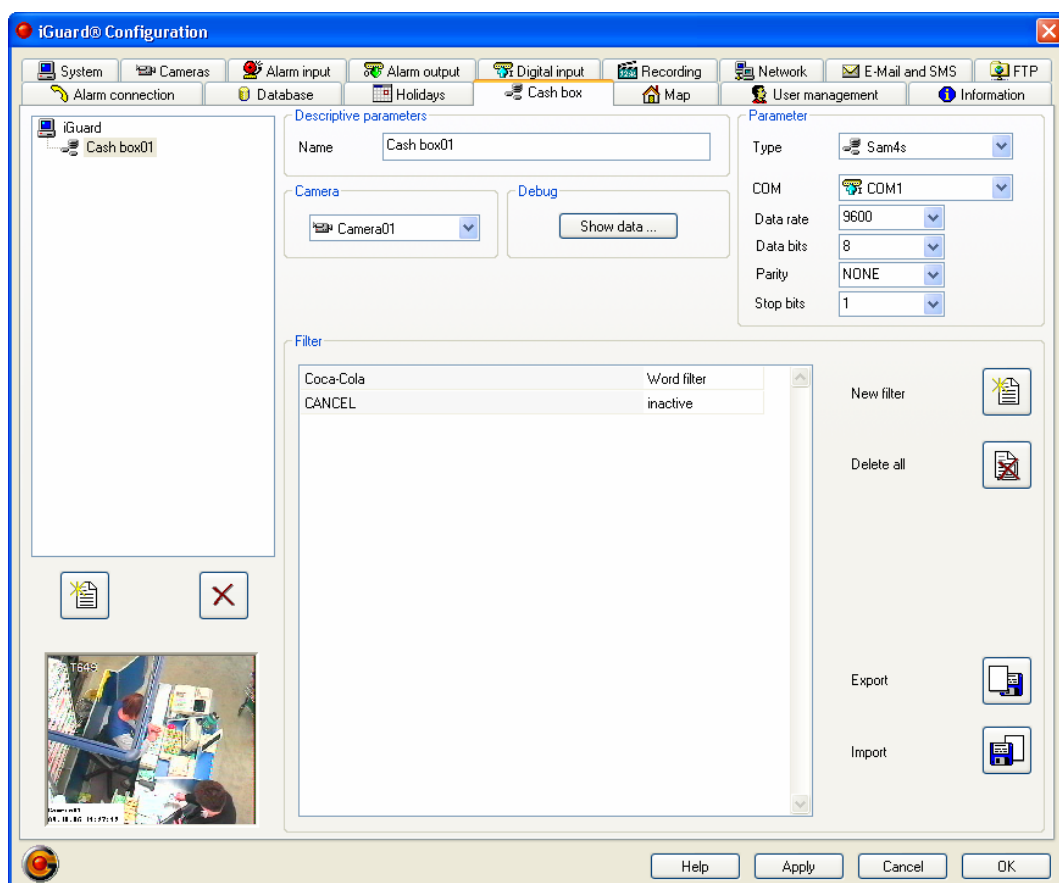 iGuard® Configuration
System
Cameras
Alarm input
Alarm output
Digital input
Recording
Network
E-Mail and SMS
FTP
Alarm connection
Database
Holidays
Cash box
Map
User management
Information
iGuard
Cash box01
Descriptive parameters
Name
Cash box01
Parameter
Type
Sam4s
COM
COM1
Data rate
9600
Data bits
8
Parity
NONE
Stop bits
1
Camera
Camera01
Debug
Show data ...
Filter
Coca-Cola Word filter
CANCEL inactive
New filter
Delete all
Export
Import
T649
Camera01
Help
Apply
Cancel
OK